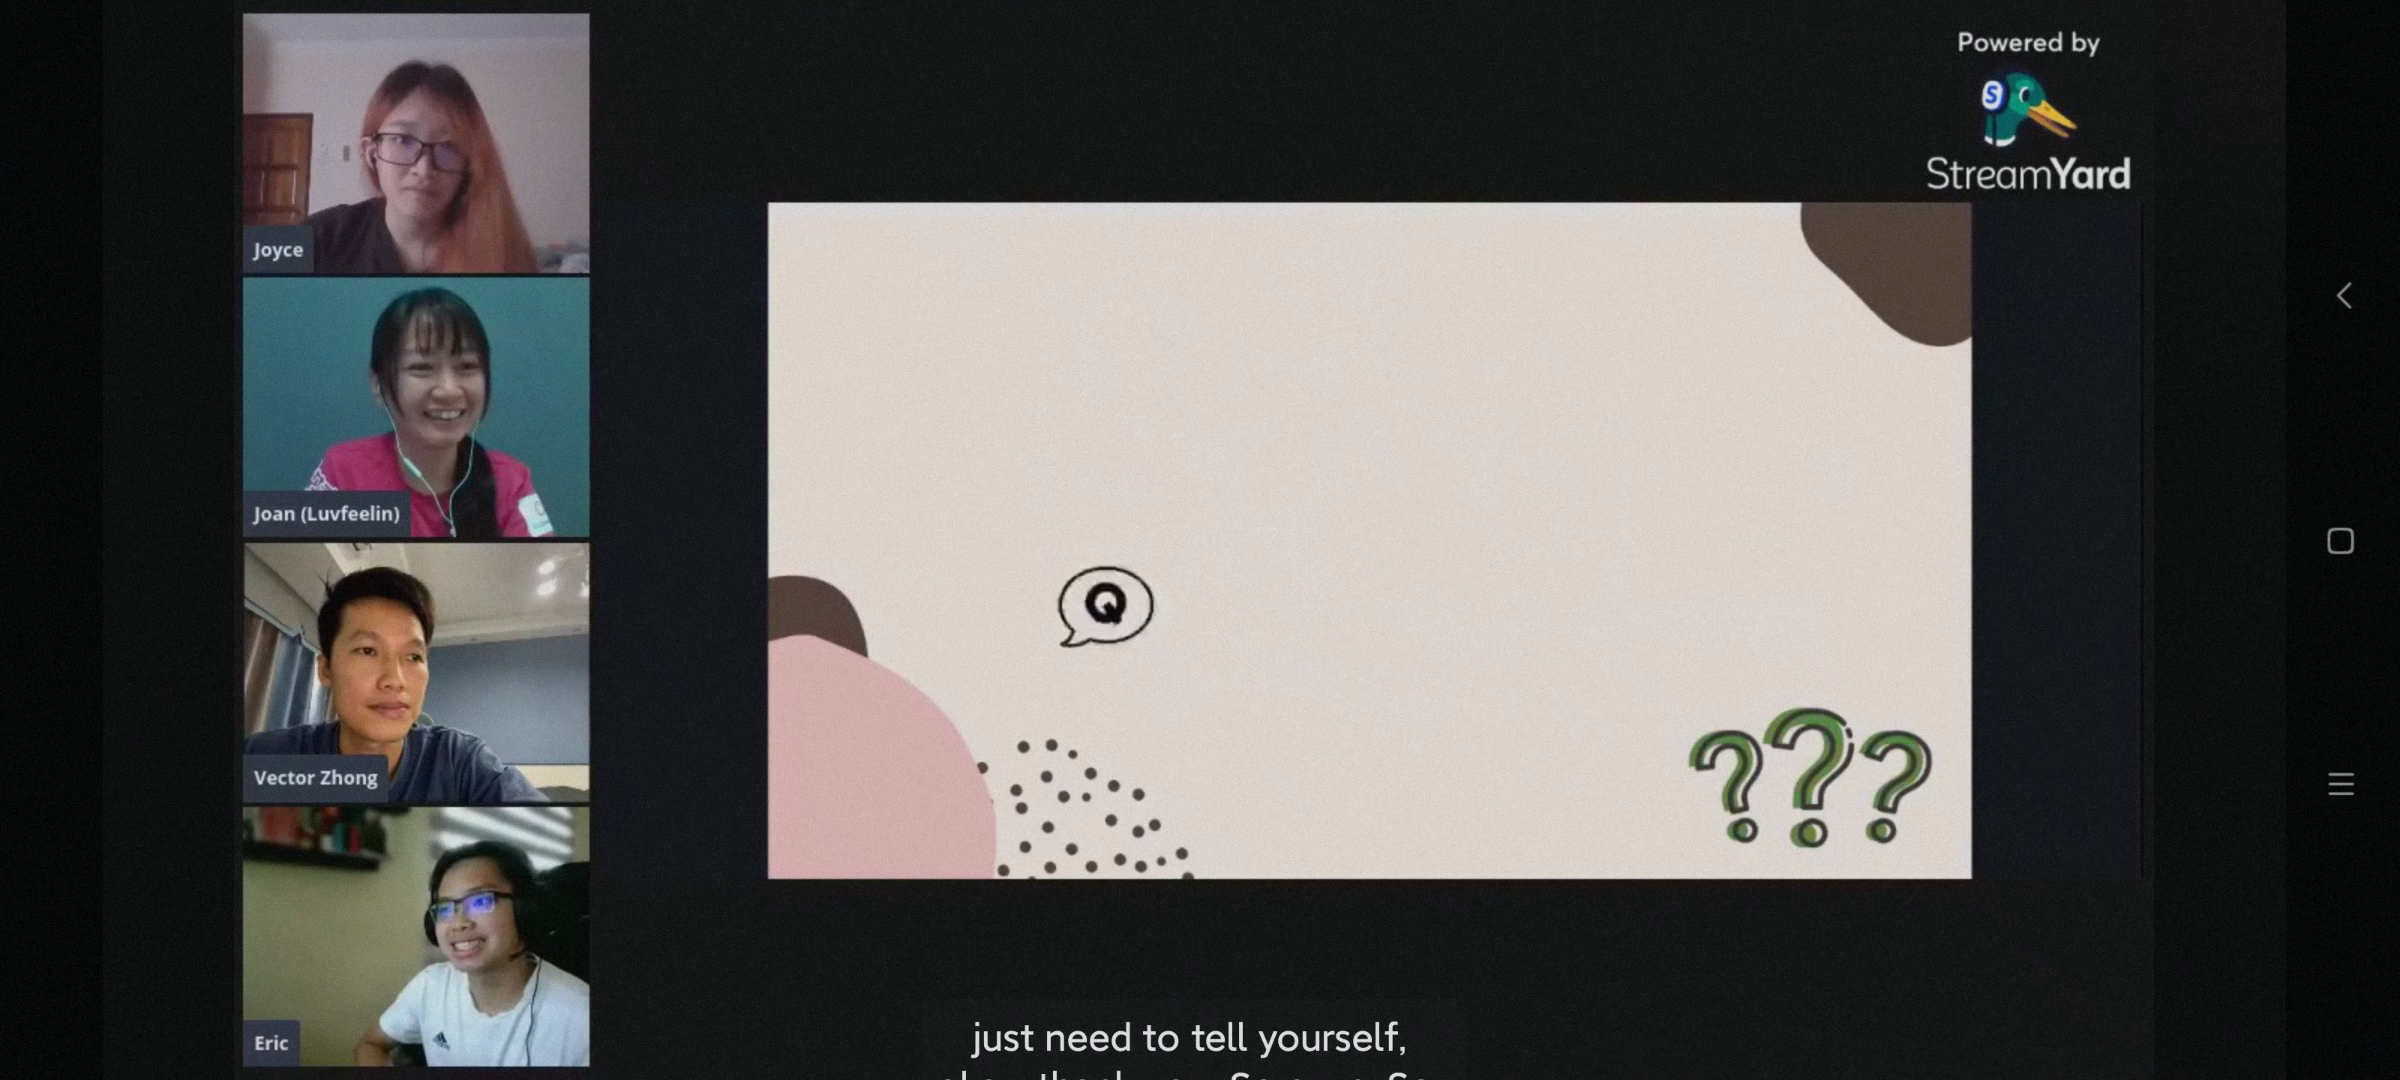 Powered by
S
StreamYard
Joyce
Joan (Luvfeelin)
Vector Zhong
Eric
Q
???
just need to tell yourself,